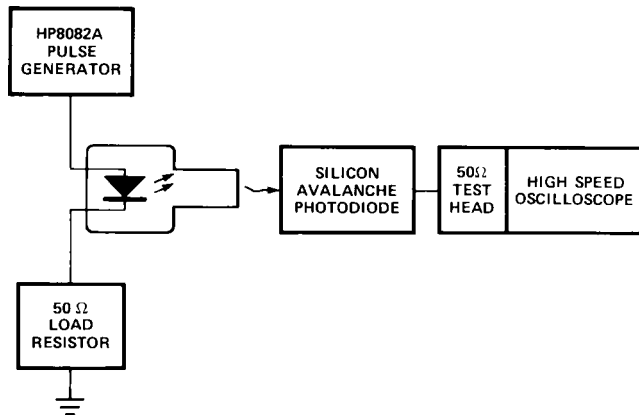 HP8082A
PULSE
GENERATOR
SILICON
AVALANCHE
PHOTODIODE
50Ω
TEST
HEAD
HIGH SPEED
OSCILLOSCOPE
50 Ω
LOAD
RESISTOR